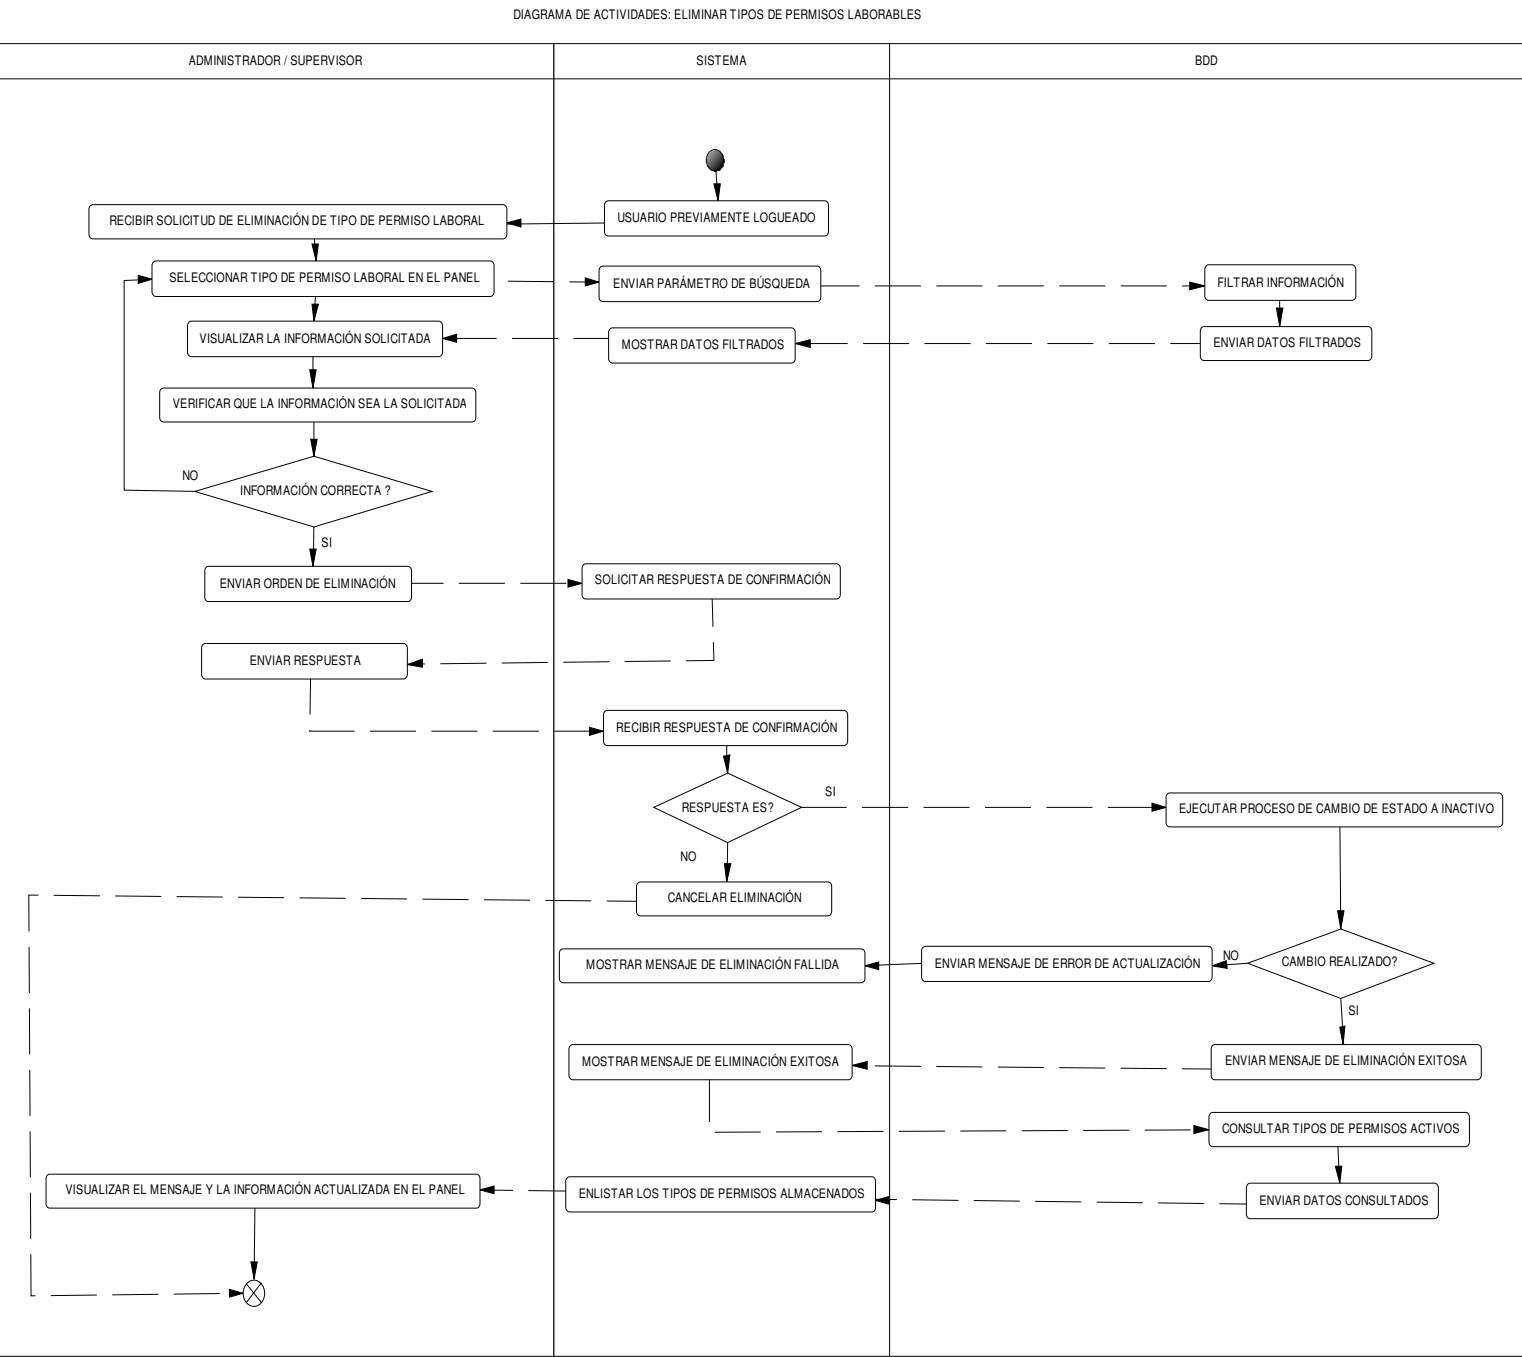 DIAGRAMA DE ACTIVIDADES: ELIMINAR TIPOS DE PERMISOS LABORABLES
ADMINISTRADOR / SUPERVISOR
SISTEMA
BDD
USUARIO PREVIAMENTE LOGUEADO
RECIBIR SOLICITUD DE ELIMINACIÓN DE TIPO DE PERMISO LABORAL
SELECCIONAR TIPO DE PERMISO LABORAL EN EL PANEL
ENVIAR PARÁMETRO DE BÚSQUEDA
FILTRAR INFORMACIÓN
VISUALIZAR LA INFORMACIÓN SOLICITADA
MOSTRAR DATOS FILTRADOS
ENVIAR DATOS FILTRADOS
VERIFICAR QUE LA INFORMACIÓN SEA LA SOLICITADA
NO
INFORMACIÓN CORRECTA ?
SI
ENVIAR ORDEN DE ELIMINACIÓN
SOLICITAR RESPUESTA DE CONFIRMACIÓN
ENVIAR RESPUESTA
RECIBIR RESPUESTA DE CONFIRMACIÓN
RESPUESTA ES?
SI
EJECUTAR PROCESO DE CAMBIO DE ESTADO A INACTIVO
NO
CANCELAR ELIMINACIÓN
MOSTRAR MENSAJE DE ELIMINACIÓN FALLIDA
ENVIAR MENSAJE DE ERROR DE ACTUALIZACIÓN
NO
CAMBIO REALIZADO?
SI
MOSTRAR MENSAJE DE ELIMINACIÓN EXITOSA
ENVIAR MENSAJE DE ELIMINACIÓN EXITOSA
CONSULTAR TIPOS DE PERMISOS ACTIVOS
VISUALIZAR EL MENSAJE Y LA INFORMACIÓN ACTUALIZADA EN EL PANEL
ENLISTAR LOS TIPOS DE PERMISOS ALMACENADOS
ENVIAR DATOS CONSULTADOS